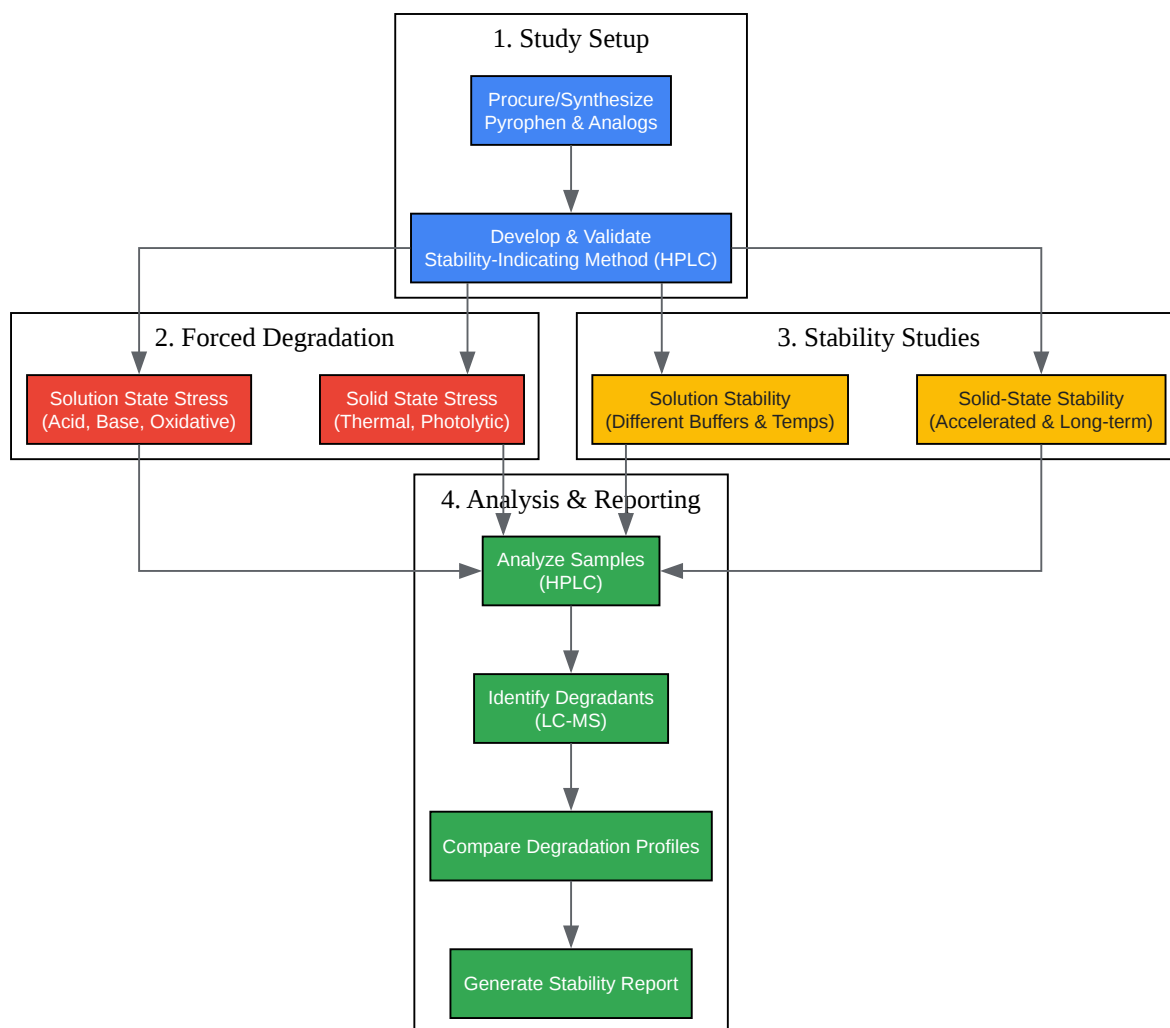 1. Study Setup
Procure/Synthesize
Pyrophen & Analogs
Develop & Validate
Stability-Indicating Method (HPLC)
2. Forced Degradation
Solution State Stress
(Acid, Base, Oxidative)
Solid State Stress
(Thermal, Photolytic)
3. Stability Studies
Solution Stability
(Different Buffers & Temps)
Solid-State Stability
(Accelerated & Long-term)
4. Analysis & Reporting
Analyze Samples
(HPLC)
Identify Degradants
(LC-MS)
Compare Degradation Profiles
Generate Stability Report